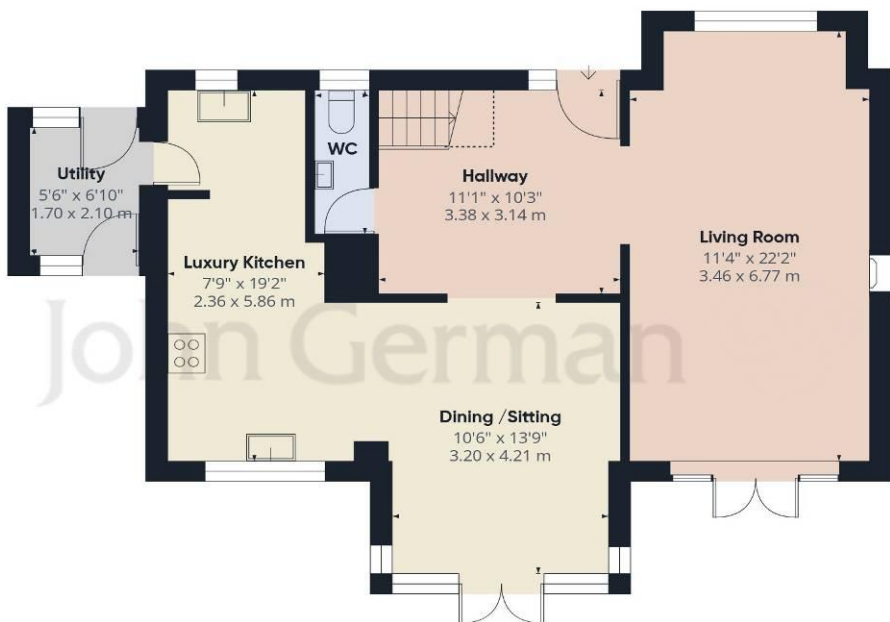 Utility
5'6" x 6'10"
1.70 x 2.10 m
WC
Hallway
11'1" x 10'3"
3.38 x 3.14 m
Living Room
11'4" x 22'2"
3.46 x 6.77 m
Luxury Kitchen
7'9" x 19'2"
2.36 x 5.86 m
John German
Dining /Sitting
10'6" x 13'9"
3.20 x 4.21 m